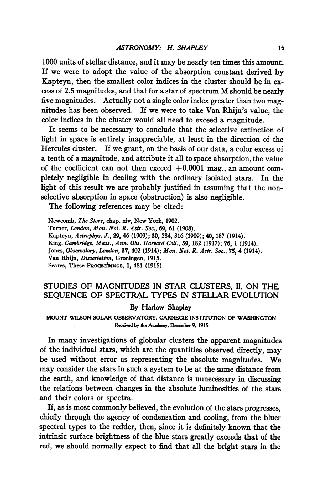 ASTRONOMY: H. SHAPLEY 15
1000 units of stellar distance, and it may be nearly ten times this amount.
If we were to adopt the value of the absorption constant derived by
Kapteyn, then the smallest color indices in the cluster should be in ex-
cess of 2.5 magnitudes, and that for a star of spectrum M should be nearly
five magnitudes. Actually not a single color index greater than two mag-
nitudes has been observed. If we were to take Van Rhijn's value, the
color indices in the cluster would all need to exceed a magnitude.
It seems to be necessary to conclude that the selective extinction of
light in space is entirely inappreciable, at least in the direction of the
Hercules cluster. If we grant, on the basis of our data, a color excess of
a tenth of a magnitude, and attribute it all to space absorption, the value
of the coefficient can not then exceed +0.0001 mag., an amount com-
pletely negligible in dealing with the ordinary isolated stars. In the
light of this result we are probably justified in assuming that the non-
selective absorption in space (obstruction) is also negligible.
The following references may be cited:
Newcomb, The Stars, chap. xiv, New York, 1902.
Turner, London, Mon. Not. R. Astr. Soc., 69, 61 (1908).
Kapteyn, Astrophys. J., 29, 46 (1909); 30, 284, 316 (1909); 40, 187 (1914).
King, Cambridge, Mass., Ann. Obs. Harvard Coll., 59, 182 (1912); 76, 1 (1914).
Jones, Observatory, London, 37, 402 (1914); Mon. Not. R. Astr. Soc., 75, 4 (1914).
Van Rhijn, Dissertation, Groningen, 1915.
Seares, These PROCEEDINGS, 1, 481 (1915).
STUDIES OF MAGNITUDES IN STAR CLUSTERS, II. ON THE
SEQUENCE OF SPECTRAL TYPES IN STELLAR EVOLUTION
By Harlow Shapley
MOUNT WILSON SOLAR OBSERVATORY, CARNEGIE INSTITUTION OF WASHINGTON
Received by the Academy, December 9, 1915
In many investigations of globular clusters the apparent magnitudes
of the individual stars, which are the quantities observed directly, may
be used without error as representing the absolute magnitudes. We
may consider the stars in such a system to be at the same distance from
the earth, and knowledge of that distance is unnecessary in discussing
the relations between changes in the absolute luminosities of the stars
and their colors or spectra.
If, as is most commonly believed, the evolution of the stars progresses,
chiefly through the agency of condensation and cooling, from the bluer
spectral types to the redder, then, since it is definitely known that the
intrinsic surface brightness of the blue stars greatly exceeds that of the
red, we should normally expect to find that all the bright stars in the